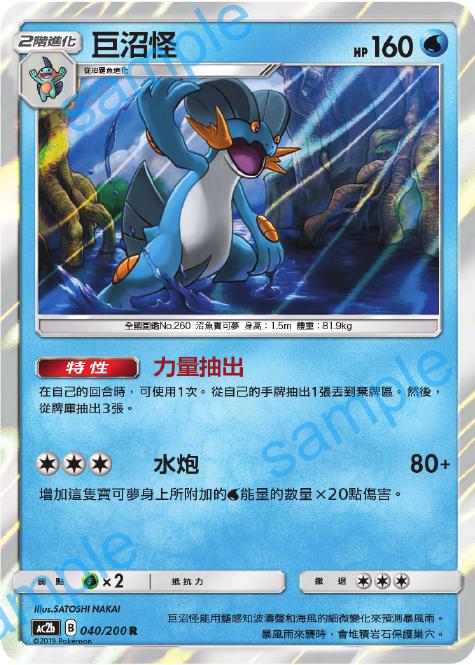 2階進化 巨沼怪 HP 160
從沼躍魚進化
全國圖鑑No.260 沼魚寶可夢 身高:1.5m 體重:81.9kg
特性 力量抽出
在自己的回合時,可使用1次。從自己的手牌抽出1張丟到棄牌區。然後,
從牌庫抽出3張。
水炮 80+
增加這隻寶可夢身上所附加的能量的數量×20點傷害。
弱點 ×2 抵抗力 撤退
Illus.SATOSHI NAKAI
AC2b B 040/200 R
©2019 Pokémon
巨沼怪能用鰭感知波濤聲和海風的細微變化來預測暴風雨。
暴風雨來襲時,會堆積岩石保護巢穴。
sample
sample
sample
sample